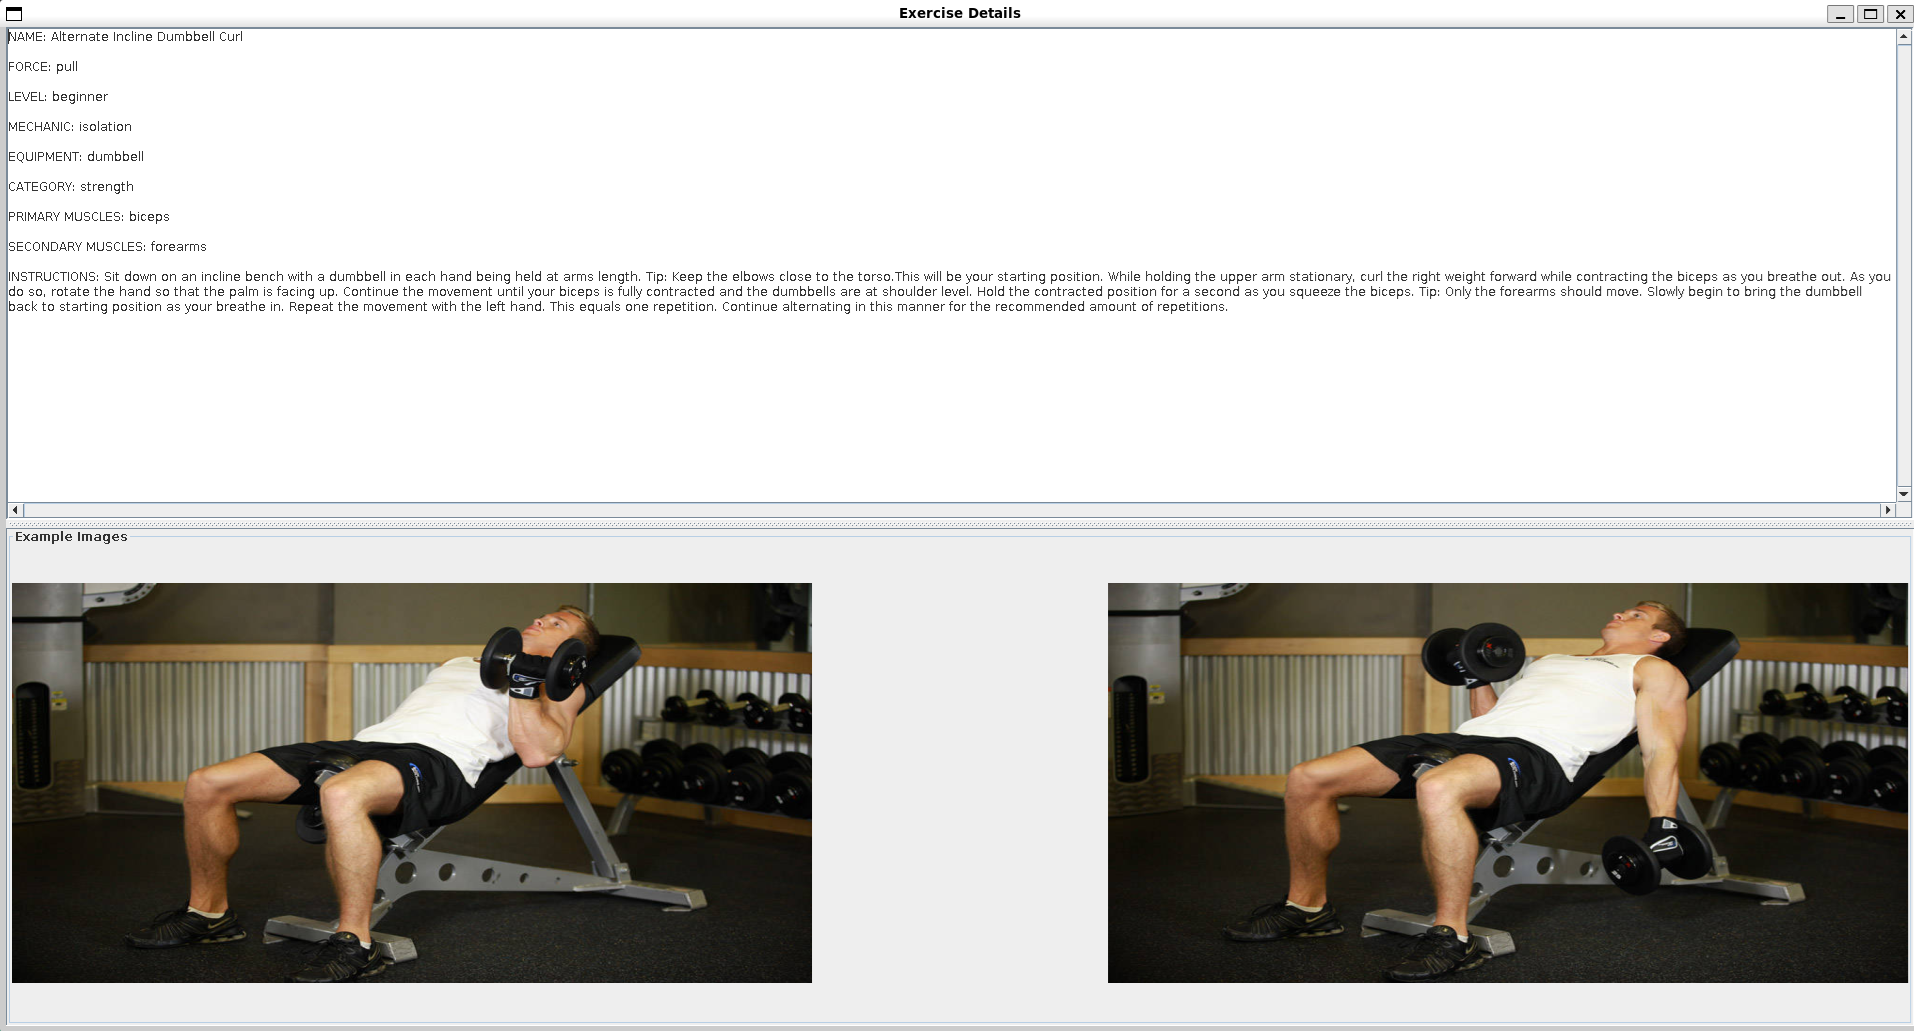 Exercise Details
NAME: Alternate Incline Dumbbell Curl
FORCE: pull
LEVEL: beginner
MECHANIC: isolation
EQUIPMENT: dumbbell
CATEGORY: strength
PRIMARY MUSCLES: biceps
SECONDARY MUSCLES: forearms
INSTRUCTIONS: Sit down on an incline bench with a dumbbell in each hand being held at arms length. Tip: Keep the elbows close to the torso.This will be your starting position. While holding the upper arm stationary, curl the right weight forward while contracting the biceps as you breathe out. As you
do so, rotate the hand so that the palm is facing up. Continue the movement until your biceps is fully contracted and the dumbbells are at shoulder level. Hold the contracted position for a second as you squeeze the biceps. Tip: Only the forearms should move. Slowly begin to bring the dumbbell
back to starting position as your breathe in. Repeat the movement with the left hand. This equals one repetition. Continue alternating in this manner for the recommended amount of repetitions.
Example Images